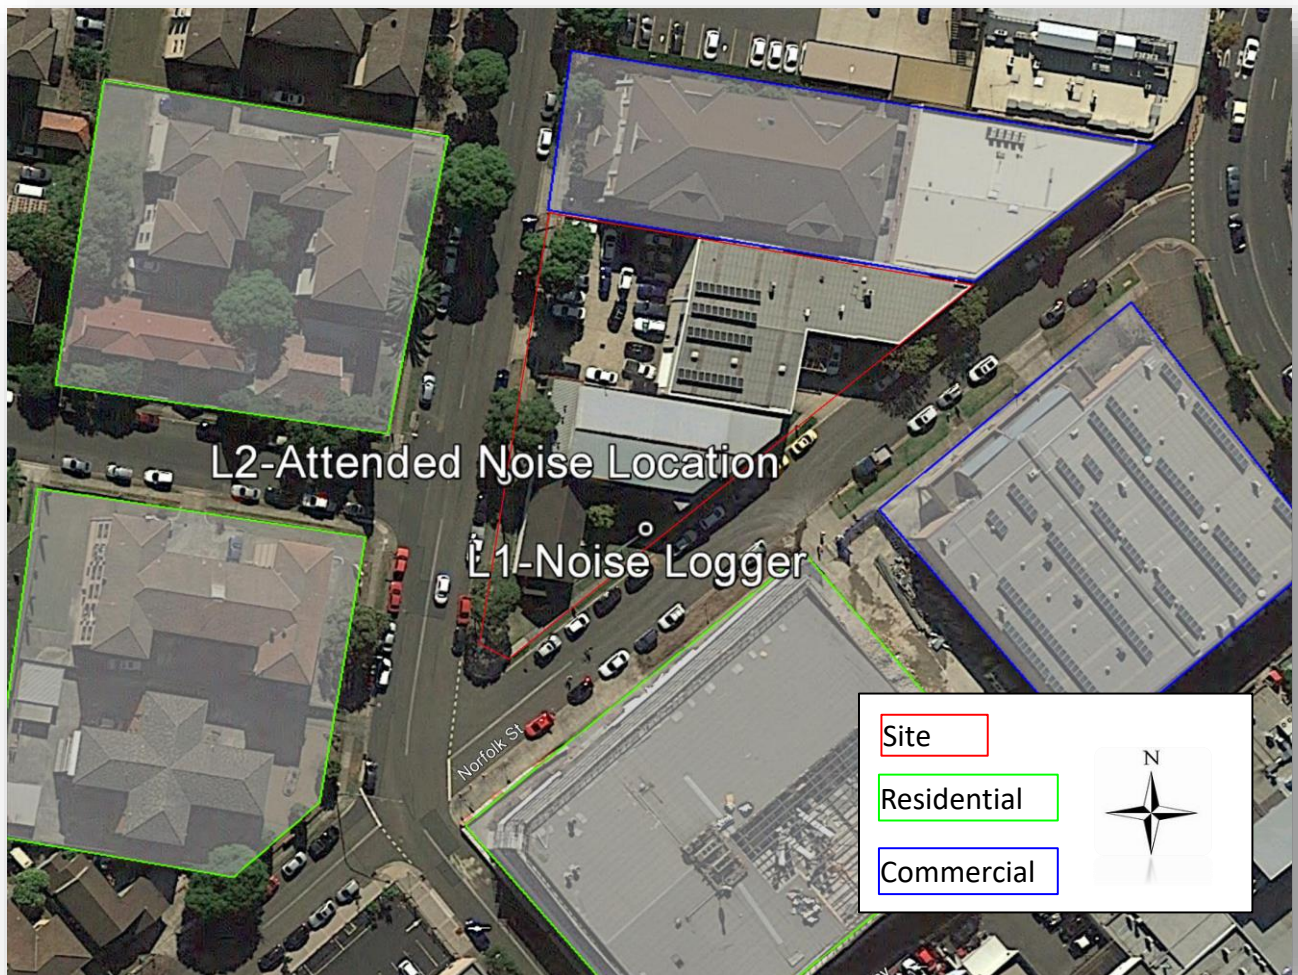 L2-Attended Noise Location
L1-Noise Logger
Norfolk St
Site
Residential
Commercial
N